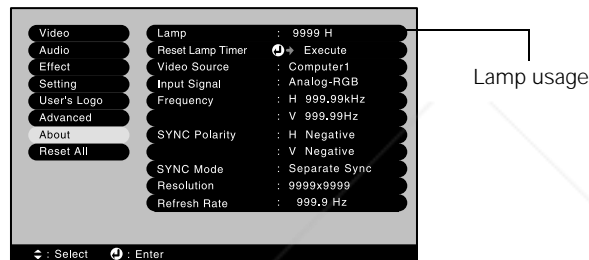 Video
Audio
Effect
Setting
User's Logo
Advanced
About
Reset All
Lamp : 9999 H
Reset Lamp Timer Execute
Video Source : Computer1
Input Signal : Analog-RGB
Frequency : H 999.99kHz
: V 999.99Hz
SYNC Polarity : H Negative
: V Negative
SYNC Mode : Separate Sync
Resolution : 9999x9999
Refresh Rate : 999.9 Hz
: Select : Enter
Lamp usage